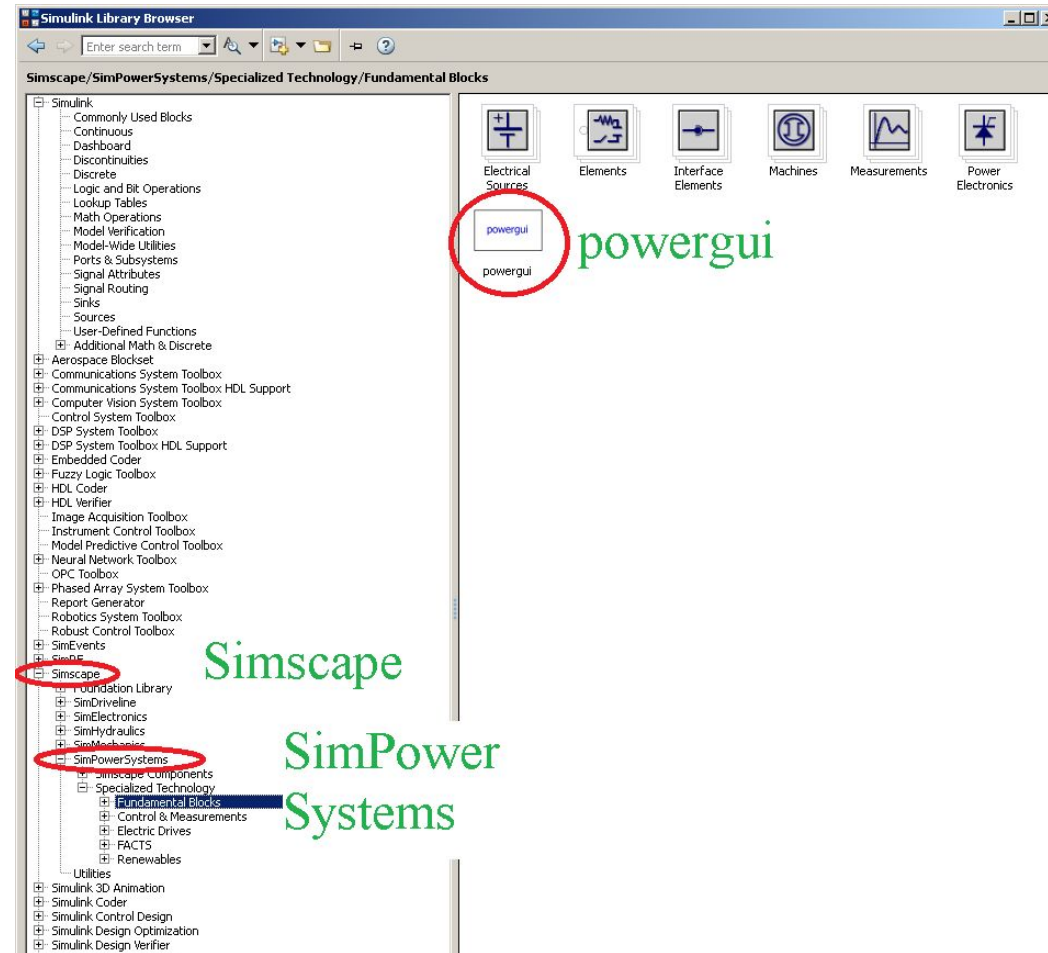 Simulink Library Browser
Enter search term
Simscape/SimPowerSystems/Specialized Technology/Fundamental Blocks
Simulink
Commonly Used Blocks
Continuous
Dashboard
Discontinuities
Discrete
Logic and Bit Operations
Lookup Tables
Math Operations
Model Verification
Model-Wide Utilities
Ports & Subsystems
Signal Attributes
Signal Routing
Sinks
Sources
User-Defined Functions
Additional Math & Discrete
Aerospace Blockset
Communications System Toolbox
Communications System Toolbox HDL Support
Computer Vision System Toolbox
Control System Toolbox
DSP System Toolbox
DSP System Toolbox HDL Support
Embedded Coder
Fuzzy Logic Toolbox
HDL Coder
HDL Verifier
Image Acquisition Toolbox
Instrument Control Toolbox
Model Predictive Control Toolbox
Neural Network Toolbox
OPC Toolbox
Phased Array System Toolbox
Report Generator
Robotics System Toolbox
Robust Control Toolbox
SimEvents
SimRF
Simscape
Foundation Library
SimDriveline
SimElectronics
SimHydraulics
SimMechanics
SimPowerSystems
Simscape Components
Specialized Technology
Fundamental Blocks
Control & Measurements
Electric Drives
FACTS
Renewables
Utilities
Simulink 3D Animation
Simulink Coder
Simulink Control Design
Simulink Design Optimization
Simulink Design Verifier
Simscape
SimPower
Systems
Electrical
Sources
Elements
Interface
Elements
Machines
Measurements
Power
Electronics
powergui
powergui
powergui